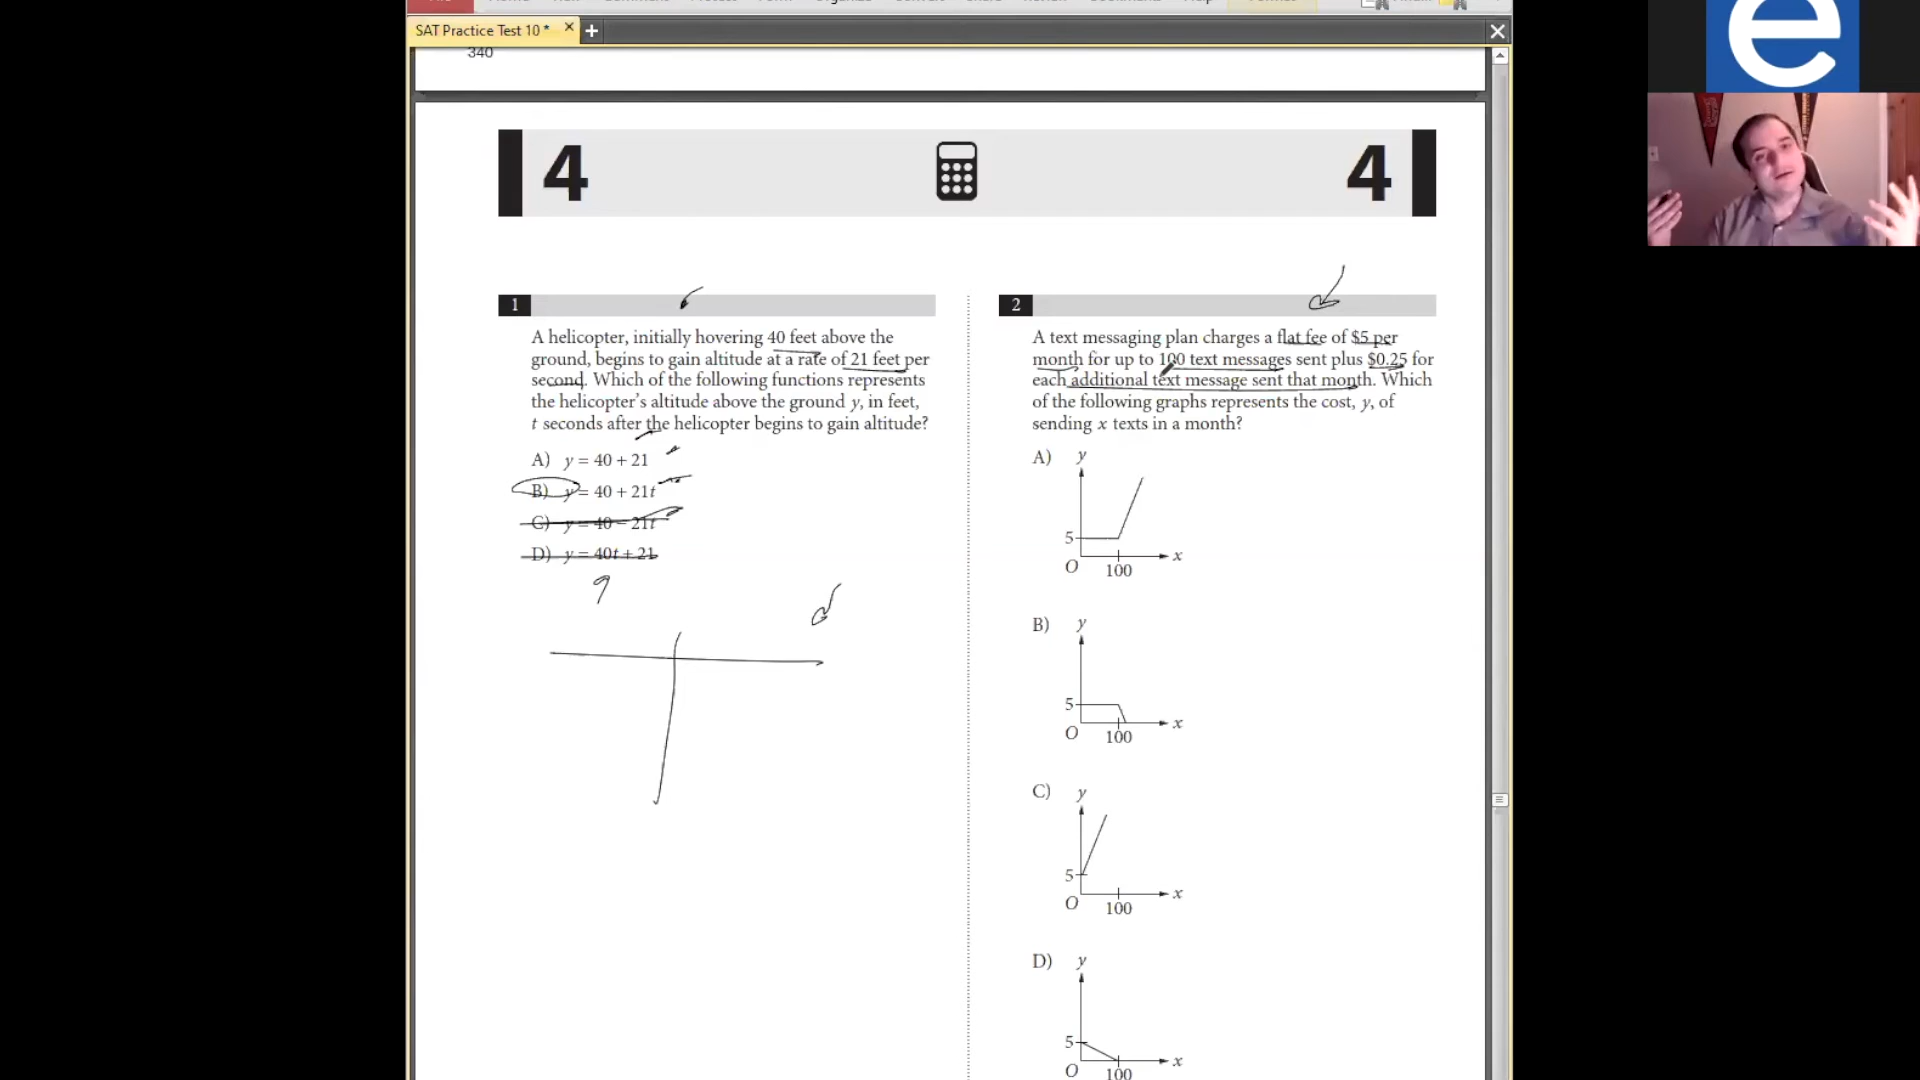 SAT Practice Test 10 *
340
4
4
1
A helicopter, initially hovering 40 feet above the
ground, begins to gain altitude at a rate of 21 feet per
second. Which of the following functions represents
the helicopter's altitude above the ground y, in feet,
t seconds after the helicopter begins to gain altitude?
A) y = 40 + 21
B) y = 40 + 21t
C) y = 40 − 21t
D) y = 40t + 21
2
A text messaging plan charges a flat fee of $5 per
month for up to 100 text messages sent plus $0.25 for
each additional text message sent that month. Which
of the following graphs represents the cost, y, of
sending x texts in a month?
A) y
5
x
O 100
B) y
5
x
O 100
C) y
5
x
O 100
D) y
5
x
O 100
e